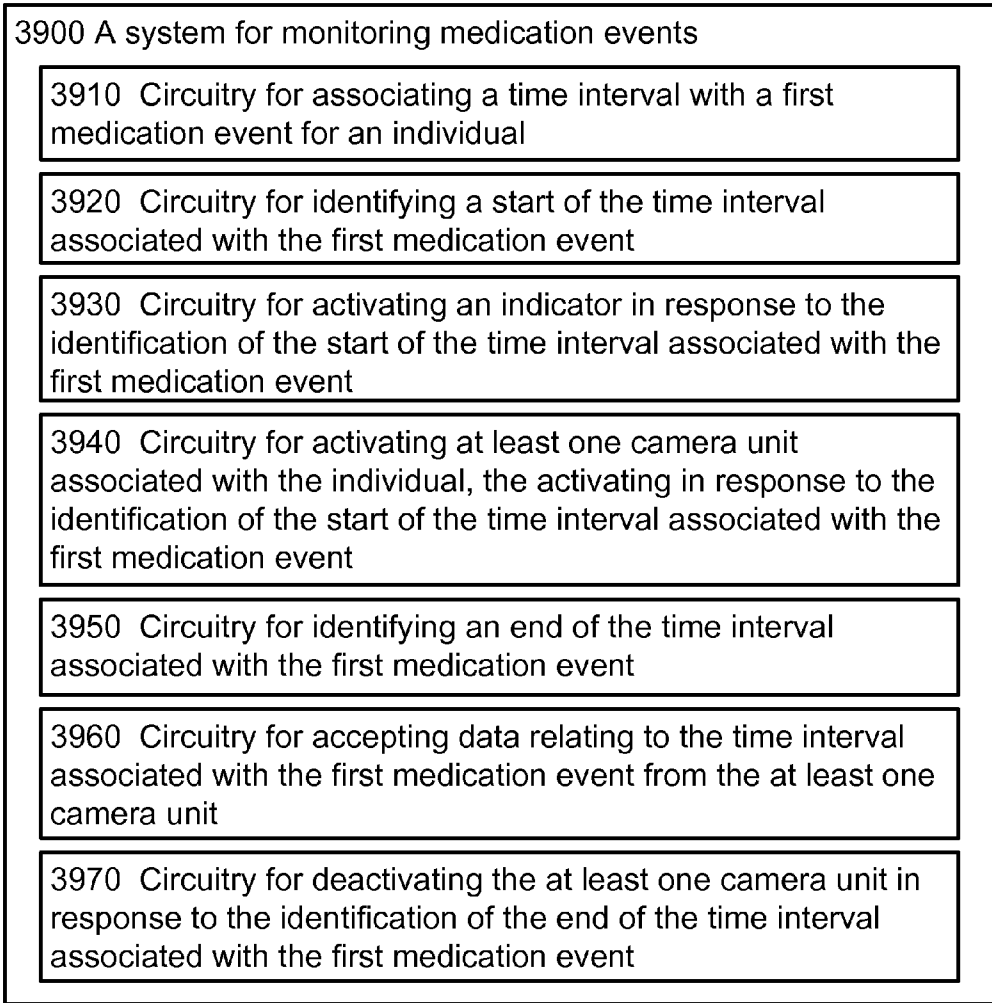 3900 A system for monitoring medication events
3910 Circuitry for associating a time interval with a first
medication event for an individual
3920 Circuitry for identifying a start of the time interval
associated with the first medication event
3930 Circuitry for activating an indicator in response to the
identification of the start of the time interval associated with the
first medication event
3940 Circuitry for activating at least one camera unit
associated with the individual, the activating in response to the
identification of the start of the time interval associated with the
first medication event
3950 Circuitry for identifying an end of the time interval
associated with the first medication event
3960 Circuitry for accepting data relating to the time interval
associated with the first medication event from the at least one
camera unit
3970 Circuitry for deactivating the at least one camera unit in
response to the identification of the end of the time interval
associated with the first medication event